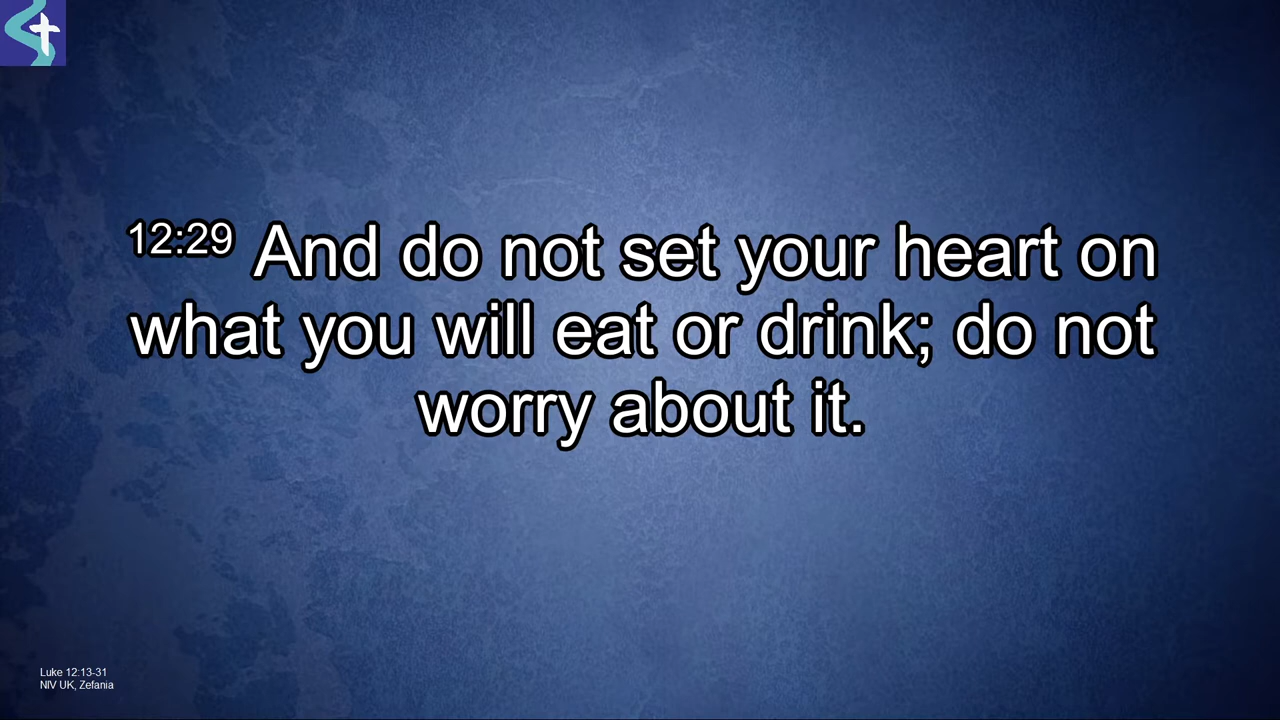 12:29 And do not set your heart on
what you will eat or drink; do not
worry about it.
Luke 12:13-31
NIV UK, Zefania